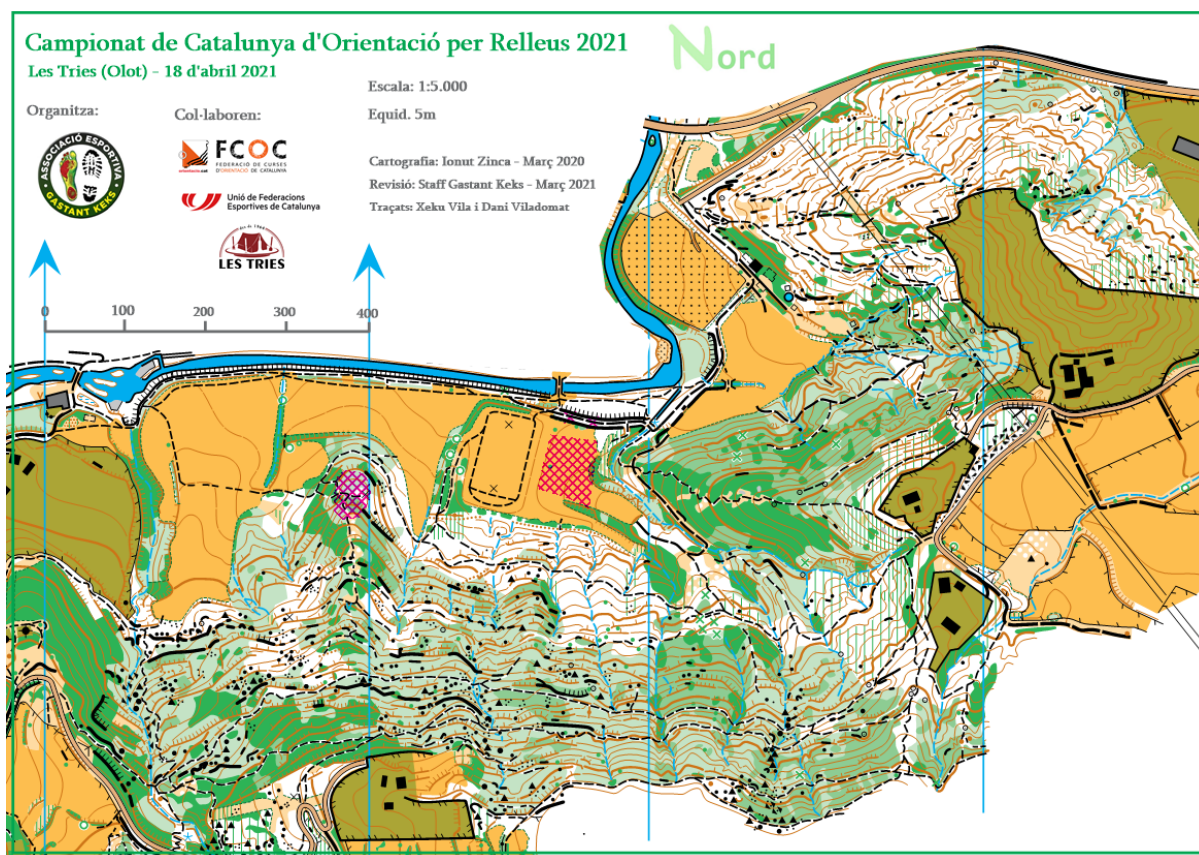 Campionat de Catalunya d'Orientació per Relleus 2021
Les Tries (Olot) - 18 d'abril 2021
Nord
Escala: 1:5.000
Equid. 5m
Organitza:
Col·laboren:
ASSOCIACIÓ ESPORTIVA
GASTANT KEKS
FCOC
FEDERACIÓ DE CURSES
D'ORIENTACIÓ DE CATALUNYA
Unió de Federacions
Esportives de Catalunya
LES TRIES
Cartografia: Ionut Zinca - Març 2020
Revisió: Staff Gastant Keks - Març 2021
Traçats: Xeku Vila i Dani Viladomat
0 100 200 300 400